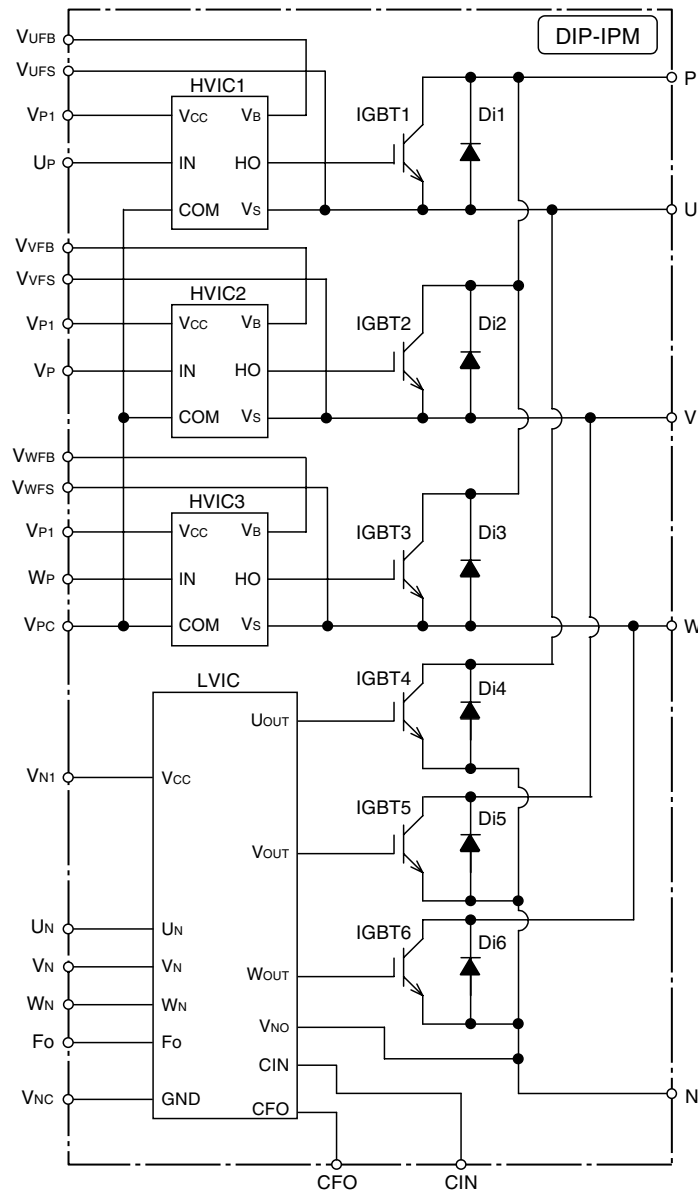 DIP-IPM
VUFB
VUFS
VP1
UP
HVIC1
VCC
VB
IN
HO
COM
VS
IGBT1
Di1
P
U
VVFB
VVFS
VP1
VP
HVIC2
VCC
VB
IN
HO
COM
VS
IGBT2
Di2
V
VWFB
VWFS
VP1
WP
VPC
HVIC3
VCC
VB
IN
HO
COM
VS
IGBT3
Di3
W
LVIC
UOUT
VCC
VOUT
UN
VN
WN
WOUT
Fo
VNO
CIN
GND
CFO
VN1
UN
VN
WN
Fo
VNC
IGBT4
Di4
IGBT5
Di5
IGBT6
Di6
N
CFO
CIN